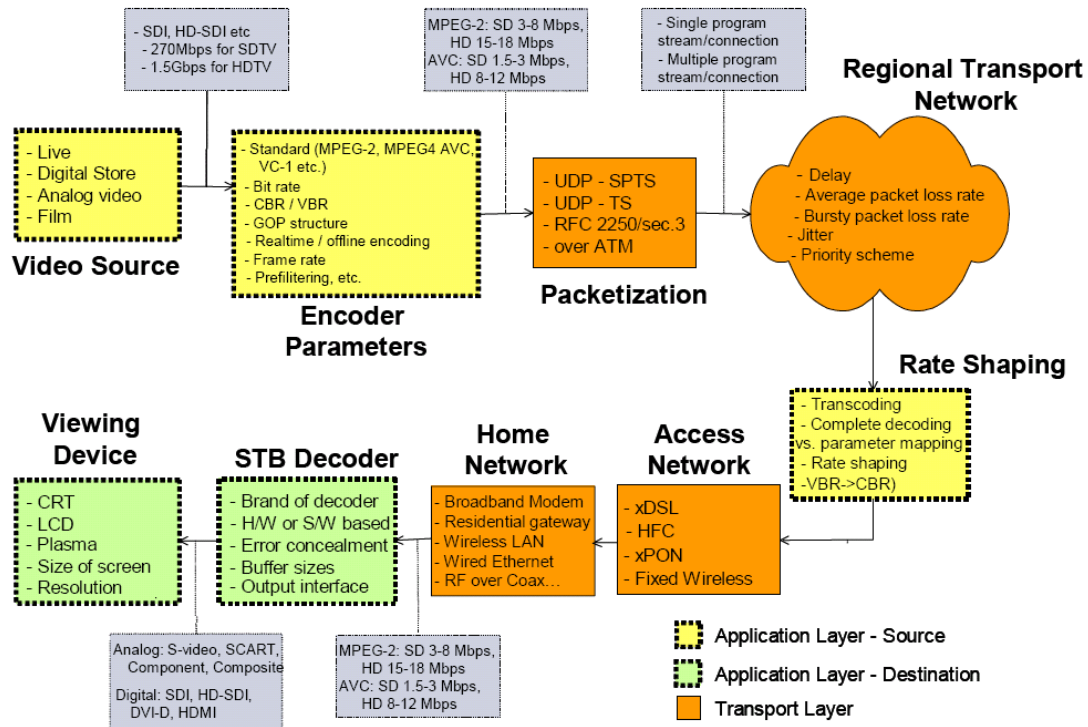 - SDI, HD-SDI etc
- 270Mbps for SDTV
- 1.5Gbps for HDTV
MPEG-2: SD 3-8 Mbps,
HD 15-18 Mbps
AVC: SD 1.5-3 Mbps,
HD 8-12 Mbps
- Single program
stream/connection
- Multiple program
stream/connection
- Live
- Digital Store
- Analog video
- Film
Video Source
- Standard (MPEG-2, MPEG4 AVC,
VC-1 etc.)
- Bit rate
- CBR / VBR
- GOP structure
- Realtime / offline encoding
- Frame rate
- Prefiltering, etc.
Encoder
Parameters
- UDP - SPTS
- UDP - TS
- RFC 2250/sec.3
- over ATM
Packetization
Regional Transport
Network
- Delay
- Average packet loss rate
- Bursty packet loss rate
- Jitter
- Priority scheme
Rate Shaping
- Transcoding
- Complete decoding
vs. parameter mapping
- Rate shaping
-VBR->CBR)
Access
Network
- xDSL
- HFC
- xPON
- Fixed Wireless
Home
Network
- Broadband Modem
- Residential gateway
- Wireless LAN
- Wired Ethernet
- RF over Coax…
STB Decoder
- Brand of decoder
- H/W or S/W based
- Error concealment
- Buffer sizes
- Output interface
Viewing
Device
- CRT
- LCD
- Plasma
- Size of screen
- Resolution
Analog: S-video, SCART,
Component, Composite
Digital: SDI, HD-SDI,
DVI-D, HDMI
MPEG-2: SD 3-8 Mbps,
HD 15-18 Mbps
AVC: SD 1.5-3 Mbps,
HD 8-12 Mbps
Application Layer - Source
Application Layer - Destination
Transport Layer